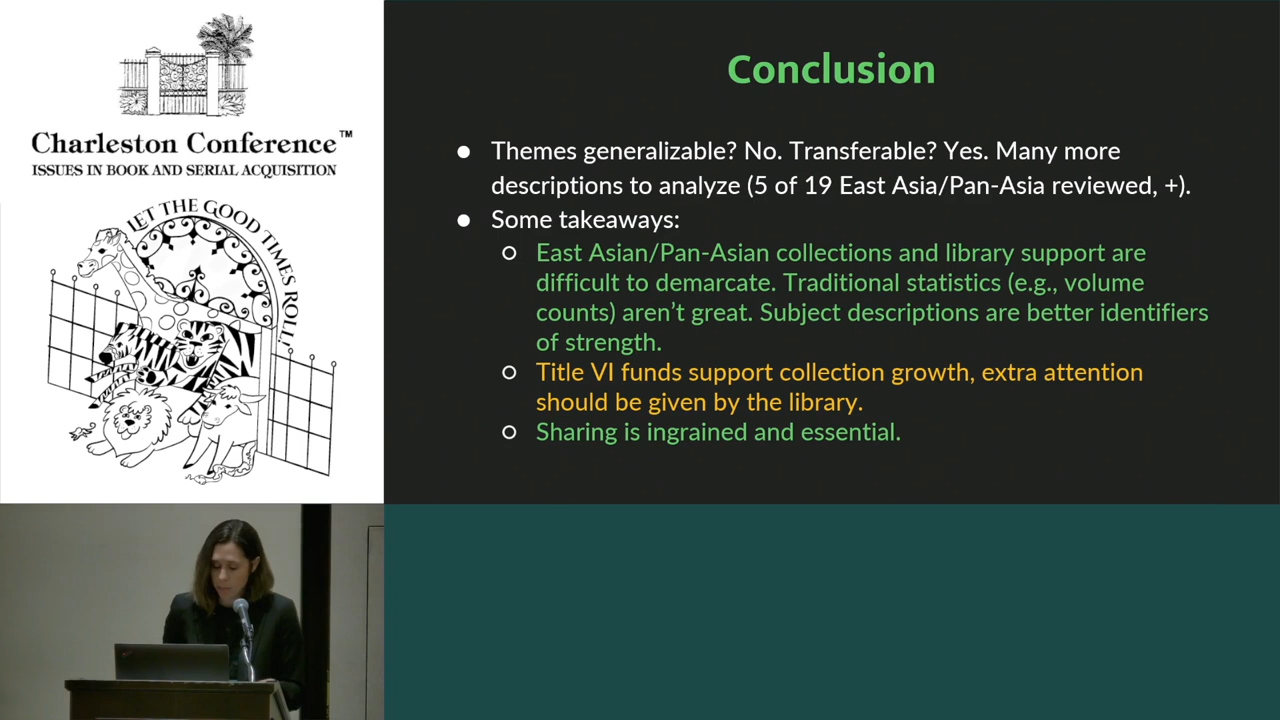 Charleston Conference™
ISSUES IN BOOK AND SERIAL ACQUISITION
LET THE GOOD TIMES ROLL!
Conclusion
● Themes generalizable? No. Transferable? Yes. Many more
descriptions to analyze (5 of 19 East Asia/Pan-Asia reviewed, +).
● Some takeaways:
○ East Asian/Pan-Asian collections and library support are
difficult to demarcate. Traditional statistics (e.g., volume
counts) aren’t great. Subject descriptions are better identifiers
of strength.
○ Title VI funds support collection growth, extra attention
should be given by the library.
○ Sharing is ingrained and essential.